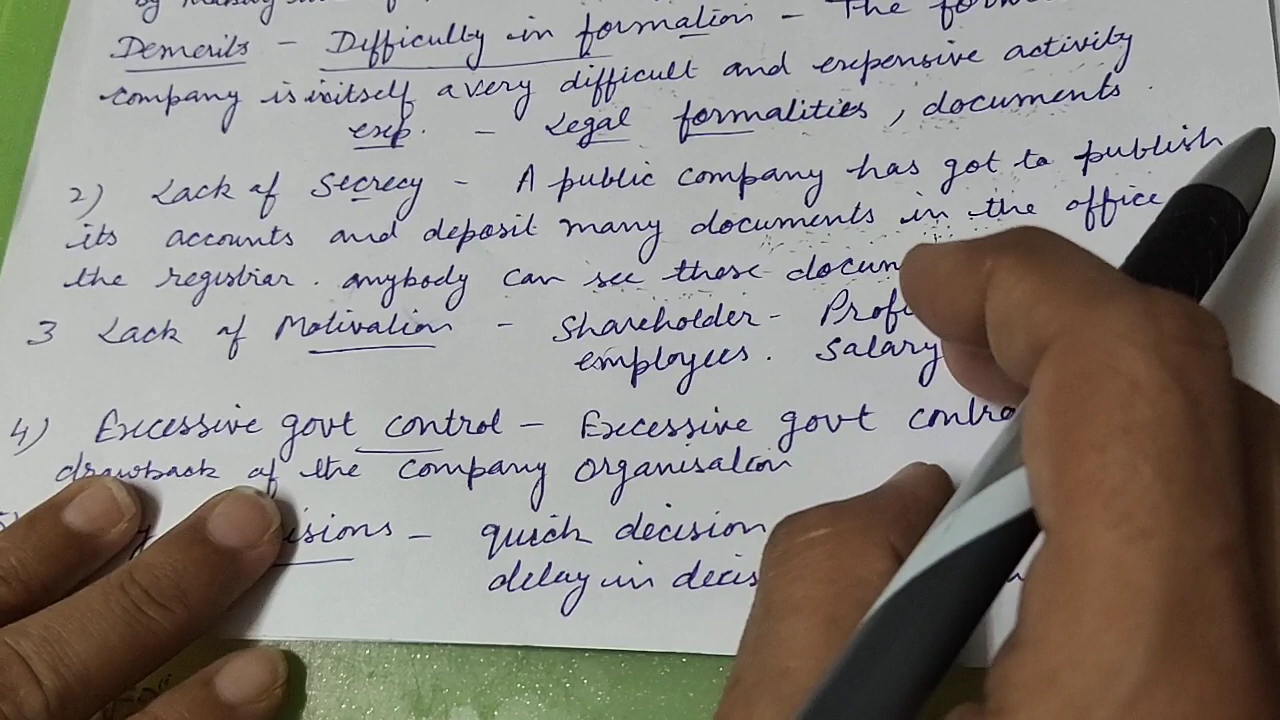 Demerits - Difficulty in formation - The
company is initself a very difficult and expensive activity
exp. - Legal formalities, documents
2) Lack of Secrecy - A public company has got to publish
its accounts and deposit many documents in the office
the registrar. anybody can see these docum
3 Lack of Motivation - Shareholder - Prof
employees. Salary
4) Excessive govt control - Excessive govt contro
drawback of the company organisation
isions - quick decision
delay in decis